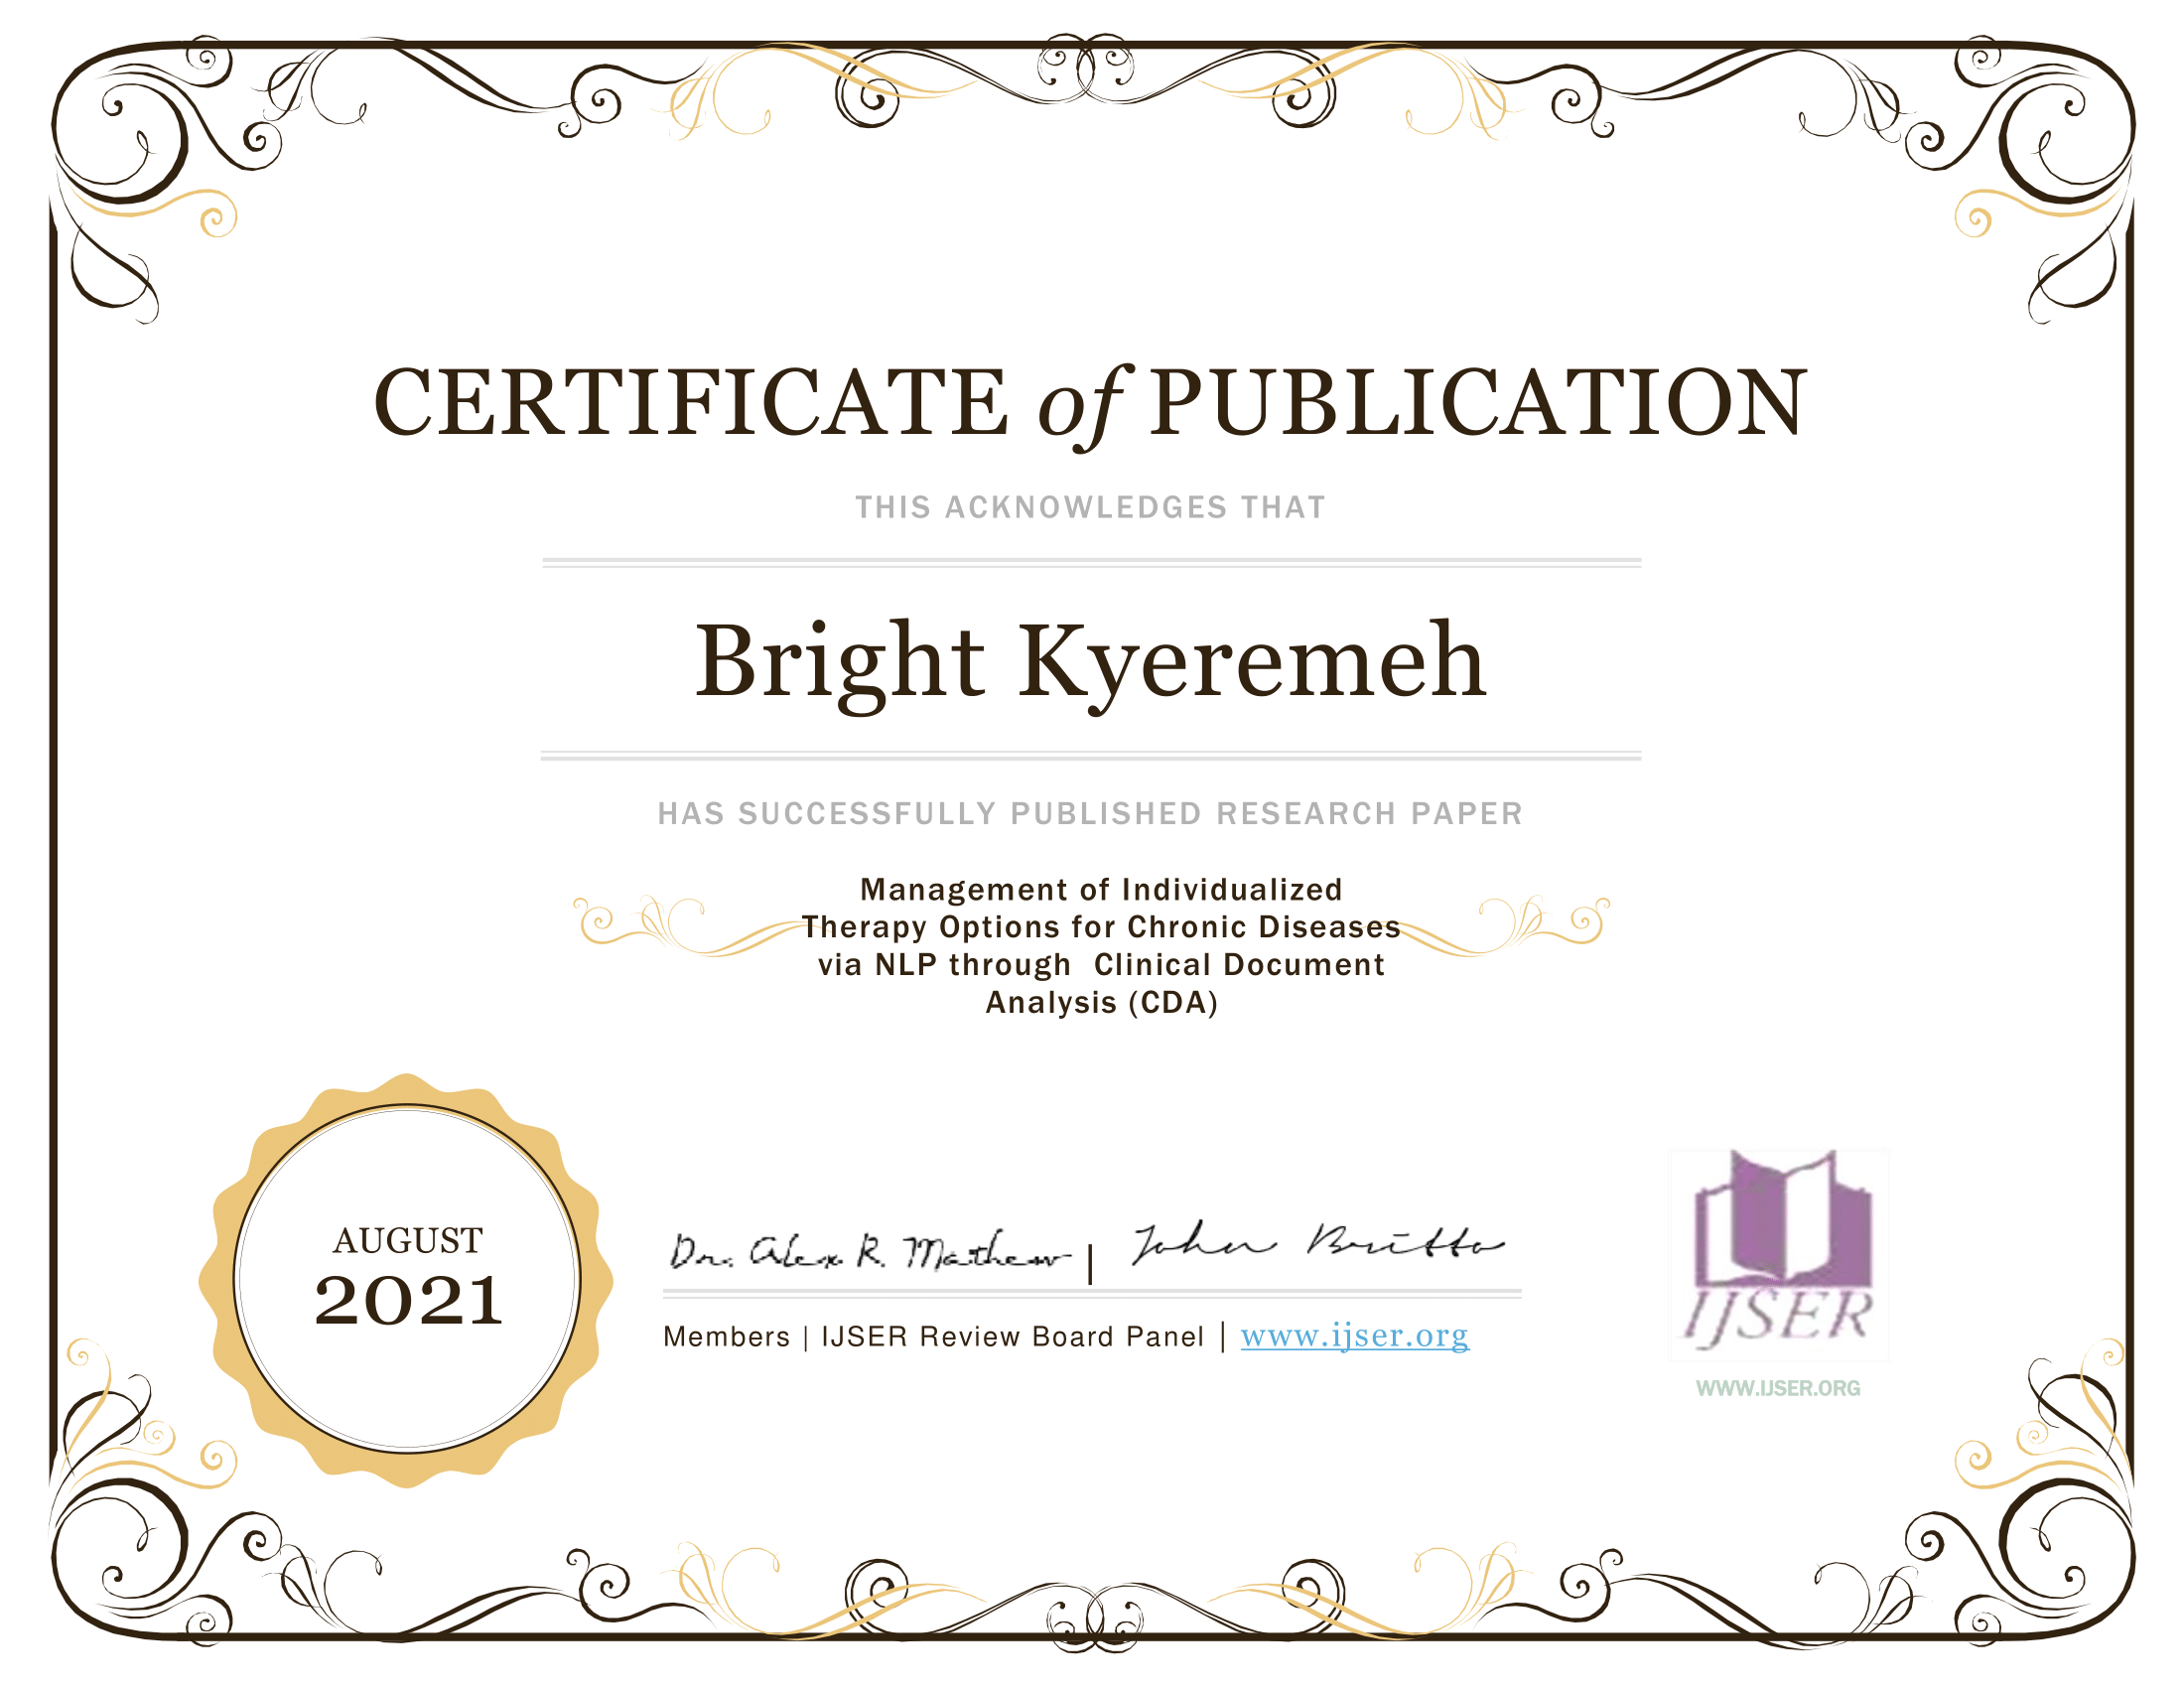 CERTIFICATE of PUBLICATION
THIS ACKNOWLEDGES THAT
Bright Kyeremeh
HAS SUCCESSFULLY PUBLISHED RESEARCH PAPER
Management of Individualized
Therapy Options for Chronic Diseases
via NLP through  Clinical Document
Analysis (CDA)
AUGUST
2021
Dr. Alex R. Mathew | John Britto
Members | IJSER Review Board Panel | www.ijser.org
IJSER
WWW.IJSER.ORG